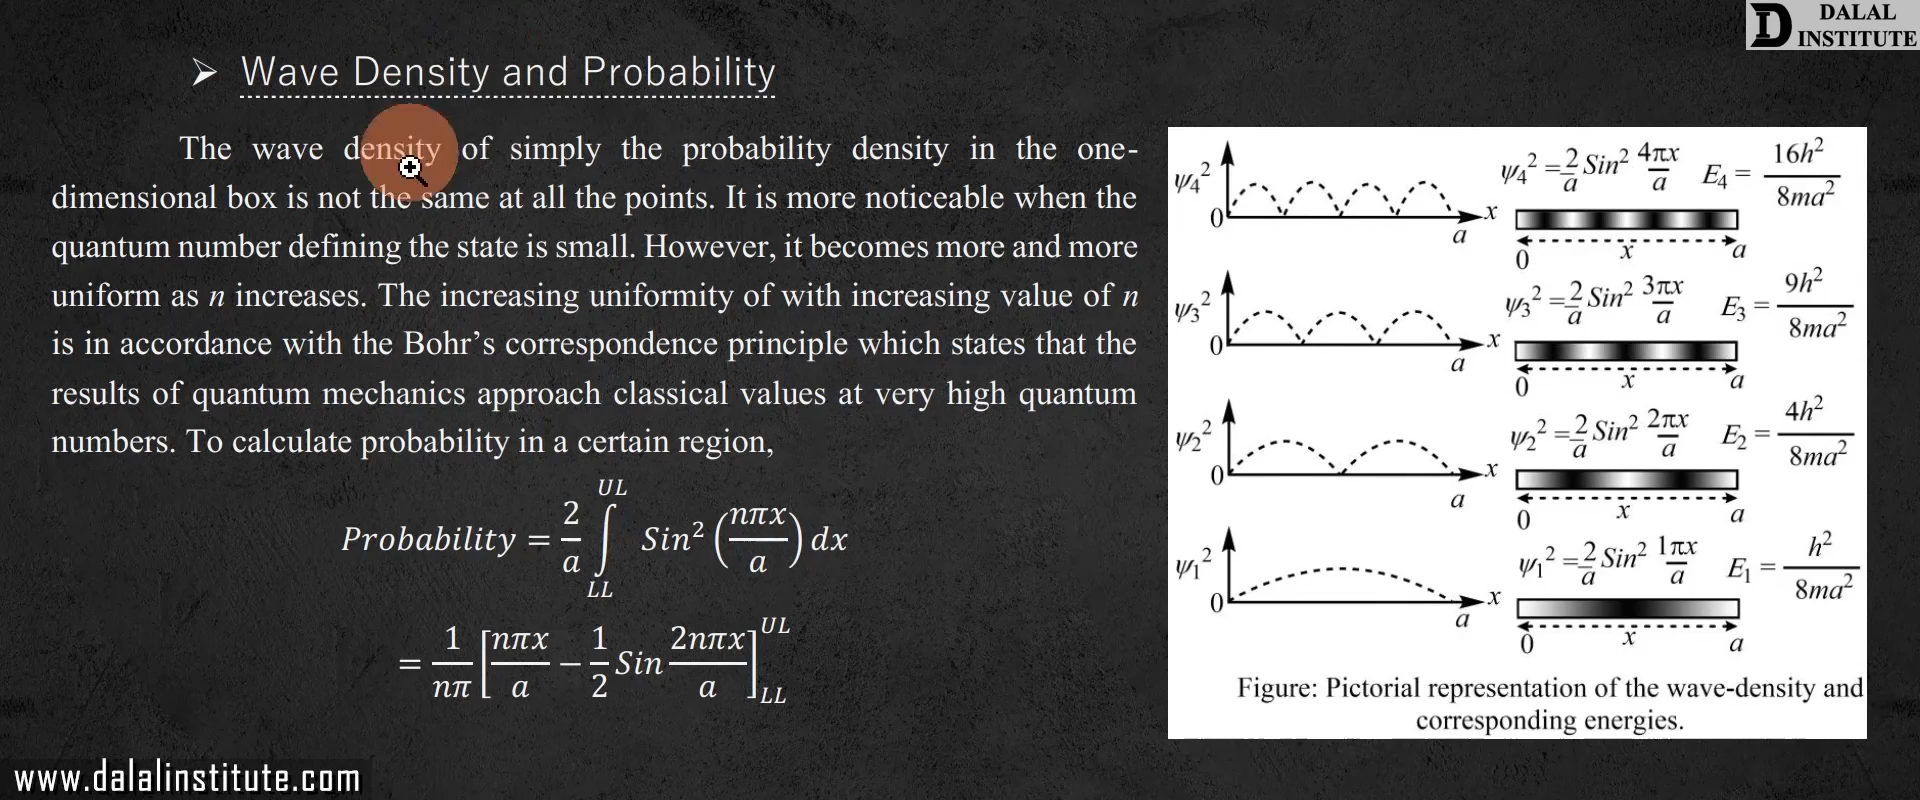 DALAL
INSTITUTE
➢ Wave Density and Probability
The wave density of simply the probability density in the one-
dimensional box is not the same at all the points. It is more noticeable when the
quantum number defining the state is small. However, it becomes more and more
uniform as n increases. The increasing uniformity of with increasing value of n
is in accordance with the Bohr's correspondence principle which states that the
results of quantum mechanics approach classical values at very high quantum
numbers. To calculate probability in a certain region,
Probability = 2/a ∫_LL^UL Sin² (nπx/a) dx
= 1/nπ [nπx/a − 1/2 Sin 2nπx/a]_LL^UL
ψ₄² 0 a x
ψ₄² = 2/a Sin² 4πx/a E₄ = 16h²/8ma²
0 x a
ψ₃² 0 a x
ψ₃² = 2/a Sin² 3πx/a E₃ = 9h²/8ma²
0 x a
ψ₂² 0 a x
ψ₂² = 2/a Sin² 2πx/a E₂ = 4h²/8ma²
0 x a
ψ₁² 0 a x
ψ₁² = 2/a Sin² 1πx/a E₁ = h²/8ma²
0 x a
Figure: Pictorial representation of the wave-density and
corresponding energies.
www.dalalinstitute.com